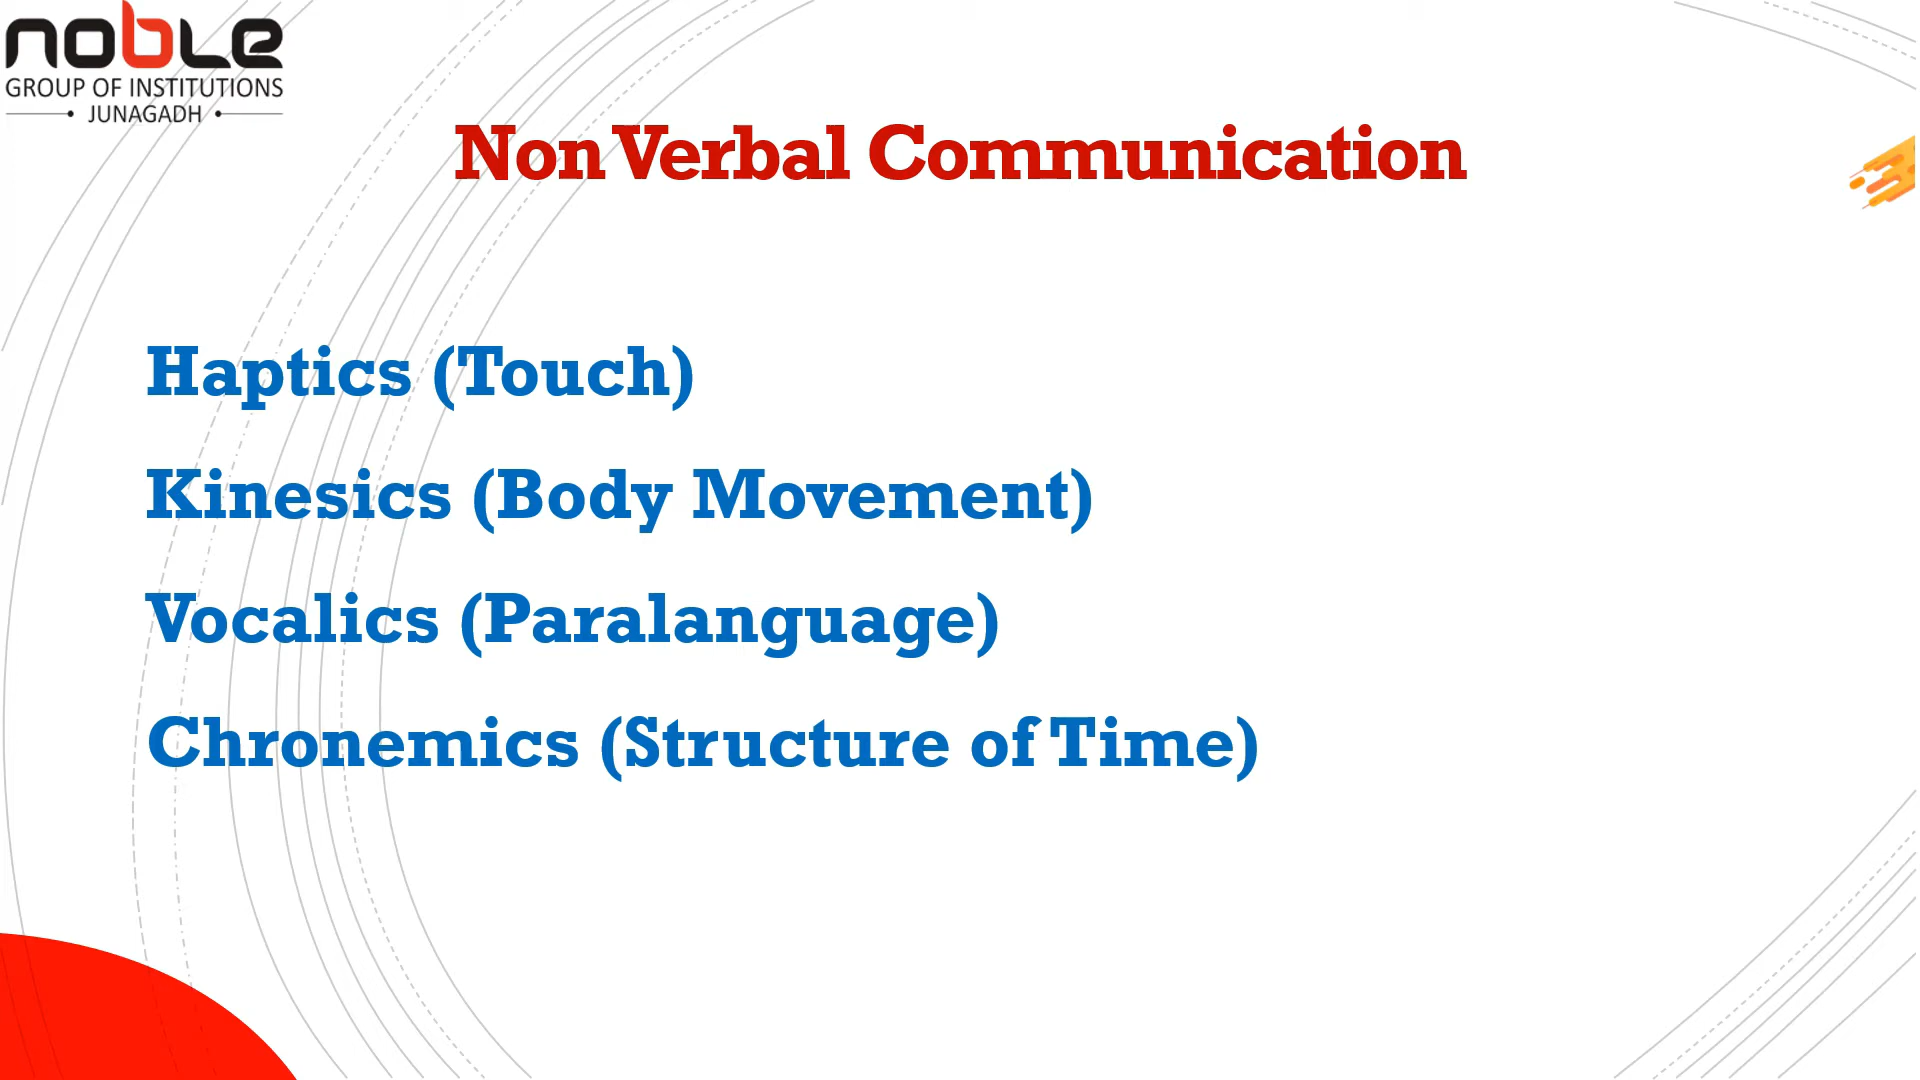 noble
GROUP OF INSTITUTIONS
JUNAGADH
Non Verbal Communication
Haptics (Touch)
Kinesics (Body Movement)
Vocalics (Paralanguage)
Chronemics (Structure of Time)